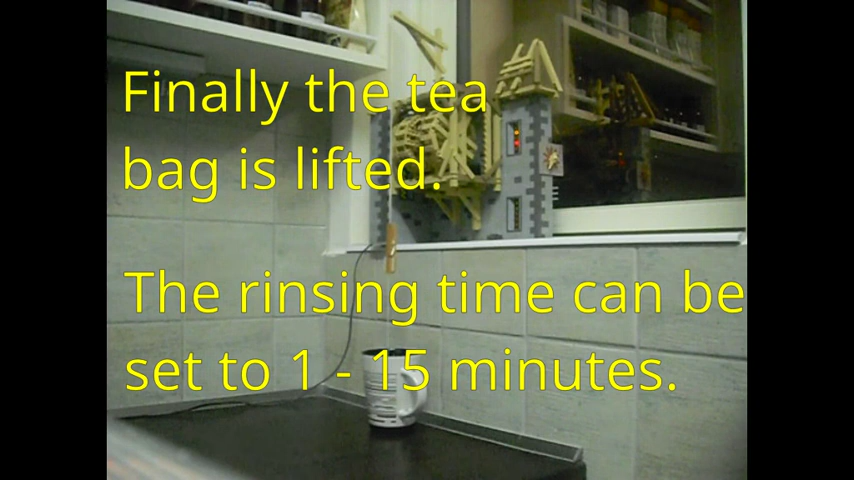 Finally the tea
bag is lifted.
The rinsing time can be
set to 1 - 15 minutes.